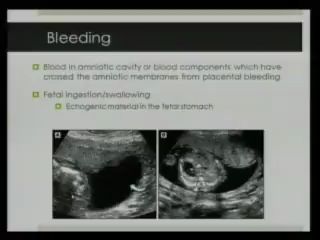 Bleeding
Blood in amniotic cavity or blood components which have
crossed the amniotic membranes from placental bleeding
Fetal ingestion/swallowing
Echogenic material in the fetal stomach
A
B